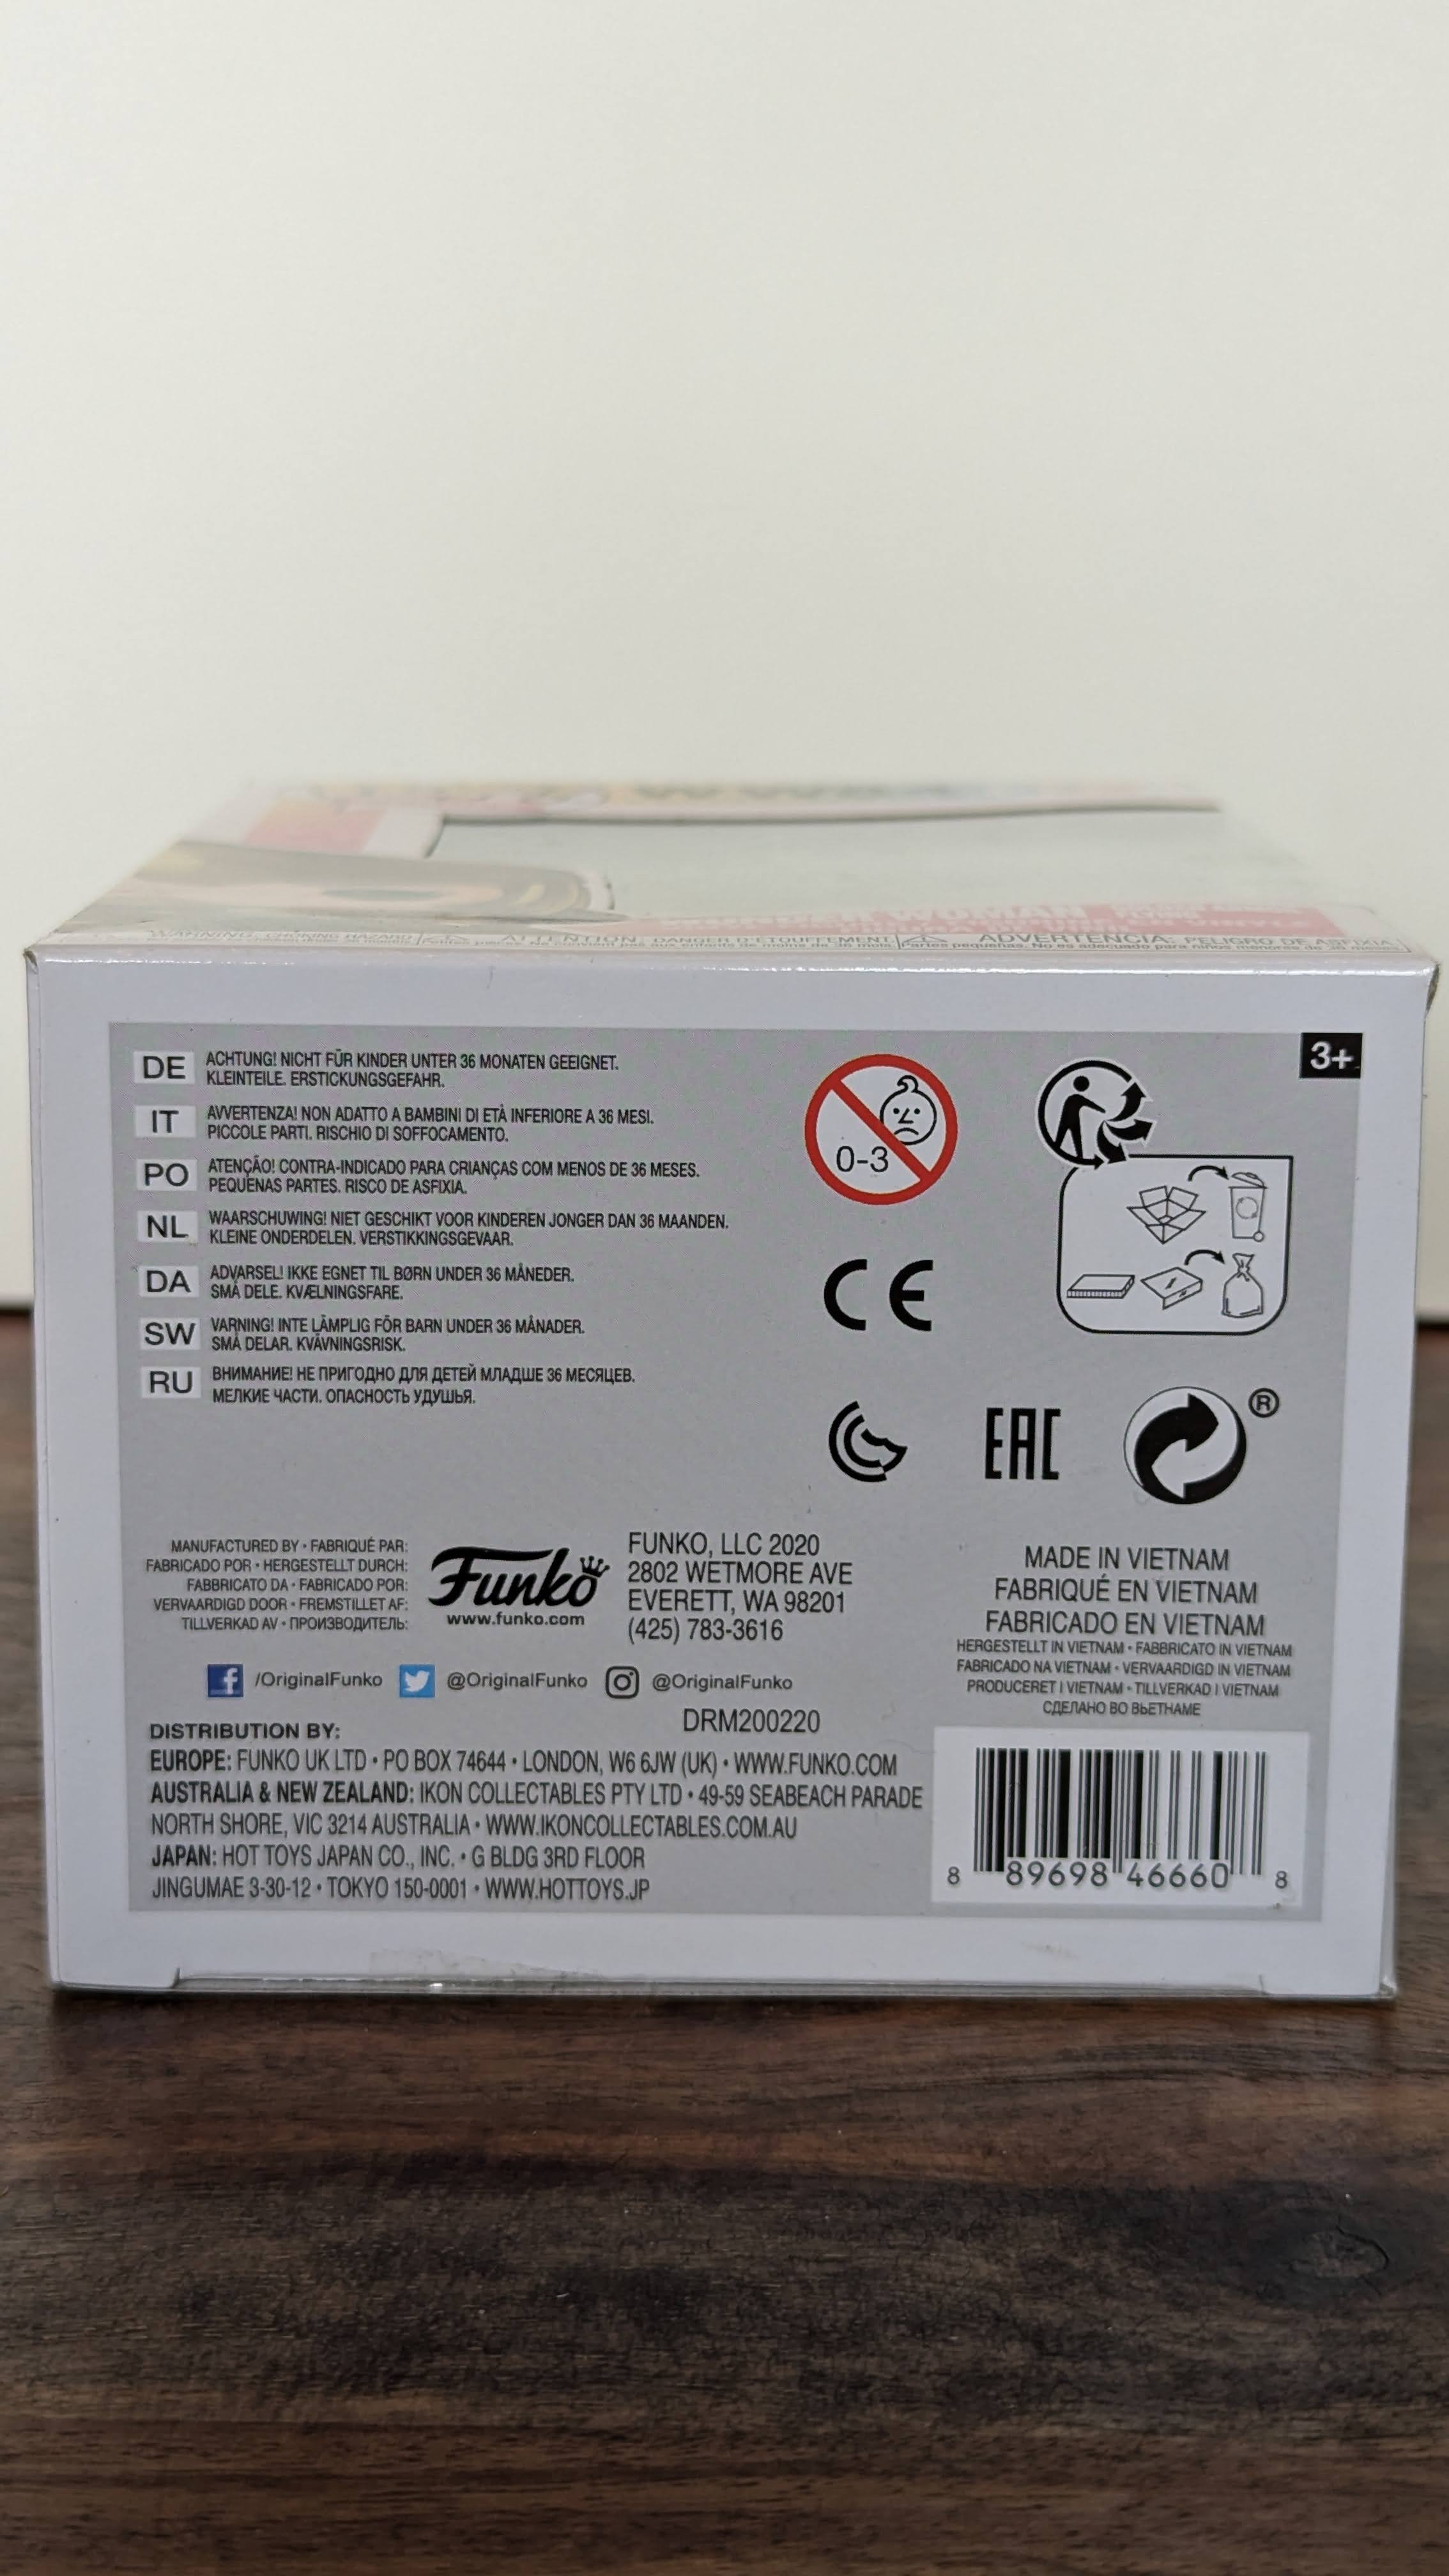 WARNING: CHOKING HAZARD
ATTENTION: DANGER D'ÉTOUFFEMENT.
ADVERTENCIA: PELIGRO DE ASFIXIA.
3+
DE
ACHTUNG! NICHT FÜR KINDER UNTER 36 MONATEN GEEIGNET.
KLEINTEILE. ERSTICKUNGSGEFAHR.
IT
AVVERTENZA! NON ADATTO A BAMBINI DI ETÀ INFERIORE A 36 MESI.
PICCOLE PARTI. RISCHIO DI SOFFOCAMENTO.
PO
ATENÇÃO! CONTRA-INDICADO PARA CRIANÇAS COM MENOS DE 36 MESES.
PEQUENAS PARTES. RISCO DE ASFIXIA.
NL
WAARSCHUWING! NIET GESCHIKT VOOR KINDEREN JONGER DAN 36 MAANDEN.
KLEINE ONDERDELEN. VERSTIKKINGSGEVAAR.
DA
ADVARSEL! IKKE EGNET TIL BØRN UNDER 36 MÅNEDER.
SMÅ DELE. KVÆLNINGSFARE.
SW
VARNING! INTE LÄMPLIG FÖR BARN UNDER 36 MÅNADER.
SMÅ DELAR. KVÄVNINGSRISK.
RU
ВНИМАНИЕ! НЕ ПРИГОДНО ДЛЯ ДЕТЕЙ МЛАДШЕ 36 МЕСЯЦЕВ.
МЕЛКИЕ ЧАСТИ. ОПАСНОСТЬ УДУШЬЯ.
0-3
CE
EAC
®
MANUFACTURED BY • FABRIQUÉ PAR:
FABRICADO POR • HERGESTELLT DURCH:
FABBRICATO DA • FABRICADO POR:
VERVAARDIGD DOOR • FREMSTILLET AF:
TILLVERKAD AV • ПРОИЗВОДИТЕЛЬ:
Funko
www.funko.com
FUNKO, LLC 2020
2802 WETMORE AVE
EVERETT, WA 98201
(425) 783-3616
MADE IN VIETNAM
FABRIQUÉ EN VIETNAM
FABRICADO EN VIETNAM
HERGESTELLT IN VIETNAM • FABBRICATO IN VIETNAM
FABRICADO NA VIETNAM • VERVAARDIGD IN VIETNAM
PRODUCERET I VIETNAM • TILLVERKAD I VIETNAM
СДЕЛАНО ВО ВЬЕТНАМЕ
/OriginalFunko @OriginalFunko @OriginalFunko
DRM200220
DISTRIBUTION BY:
EUROPE: FUNKO UK LTD • PO BOX 74644 • LONDON, W6 6JW (UK) • WWW.FUNKO.COM
AUSTRALIA & NEW ZEALAND: IKON COLLECTABLES PTY LTD • 49-59 SEABEACH PARADE
NORTH SHORE, VIC 3214 AUSTRALIA • WWW.IKONCOLLECTABLES.COM.AU
JAPAN: HOT TOYS JAPAN CO., INC. • G BLDG 3RD FLOOR
JINGUMAE 3-30-12 • TOKYO 150-0001 • WWW.HOTTOYS.JP
8 89698 46660 8